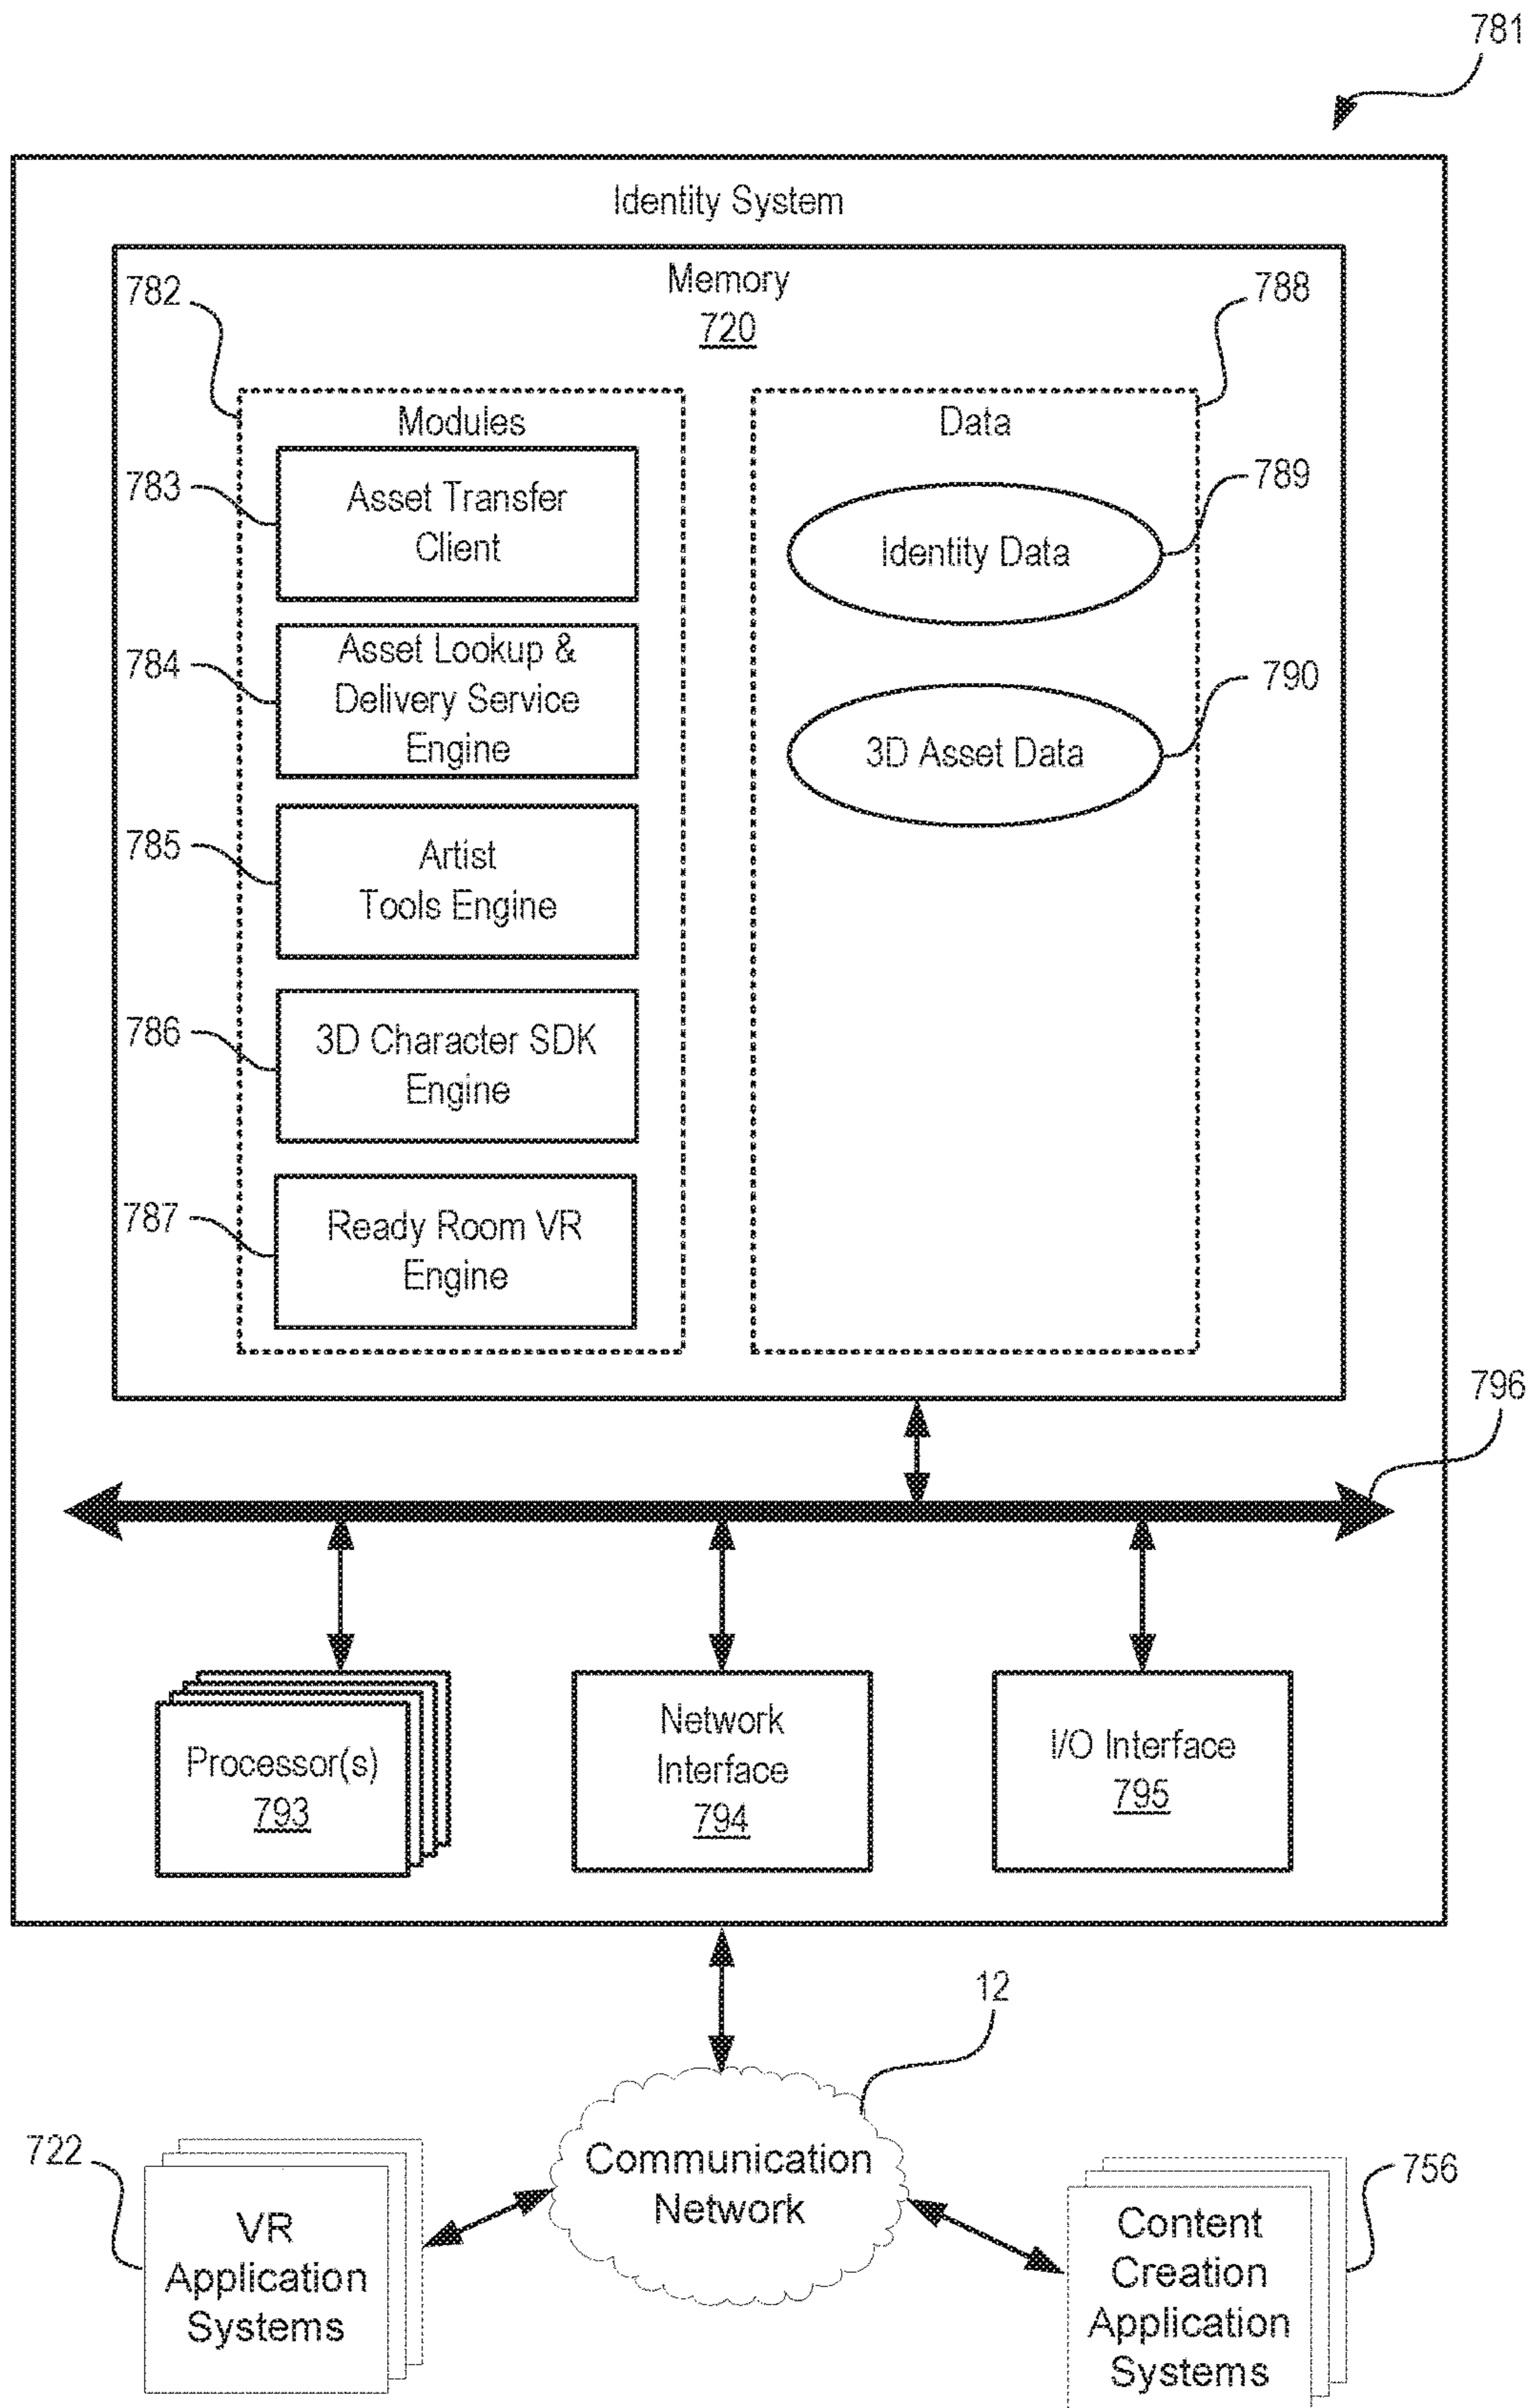 781
Identity System
Memory
720
782
788
Modules
Data
783
Asset Transfer
Client
789
Identity Data
784
Asset Lookup &
Delivery Service
Engine
790
3D Asset Data
785
Artist
Tools Engine
786
3D Character SDK
Engine
787
Ready Room VR
Engine
796
Processor(s)
793
Network
Interface
794
I/O Interface
795
12
Communication
Network
722
VR
Application
Systems
756
Content
Creation
Application
Systems